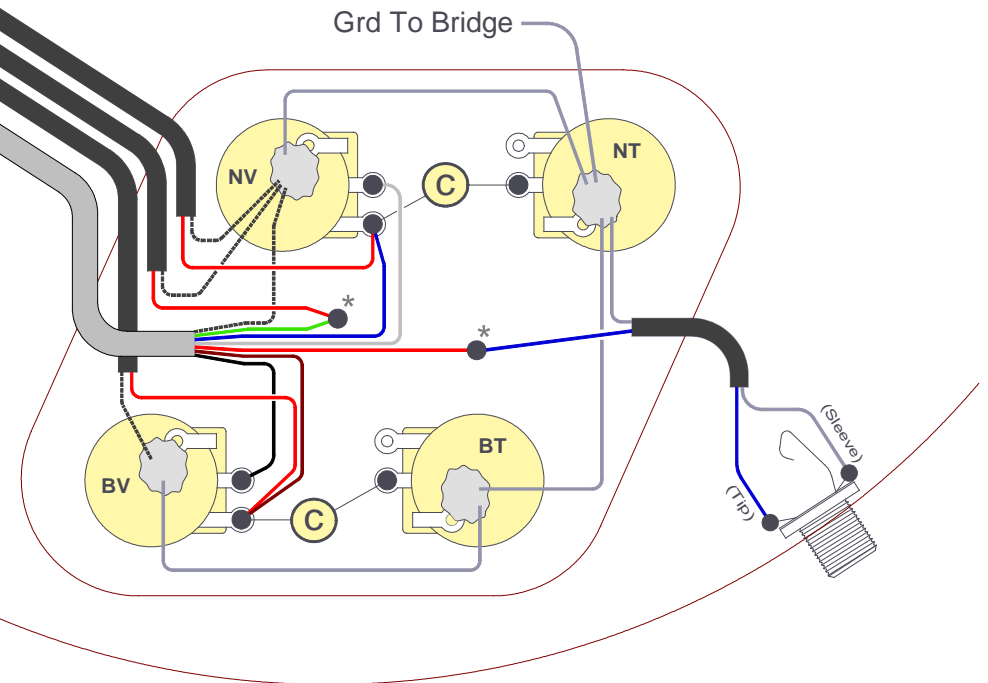 Grd To Bridge
NV
NT
C
*
*
BV
BT
C
(Sleeve)
(Tip)